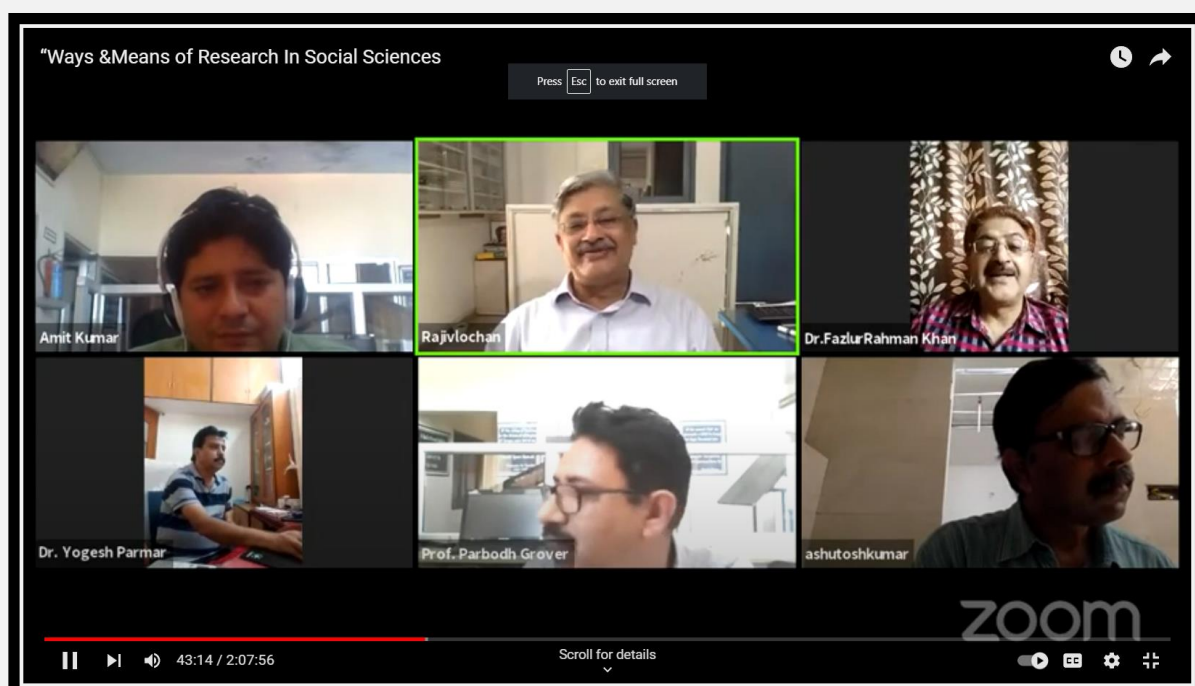 “Ways &Means of Research In Social Sciences
Press Esc to exit full screen
Amit Kumar
Rajivlochan
Dr.FazlurRahman Khan
Dr. Yogesh Parmar
Prof. Parbodh Grover
ashutoshkumar
zoom
43:14 / 2:07:56
Scroll for details
CC